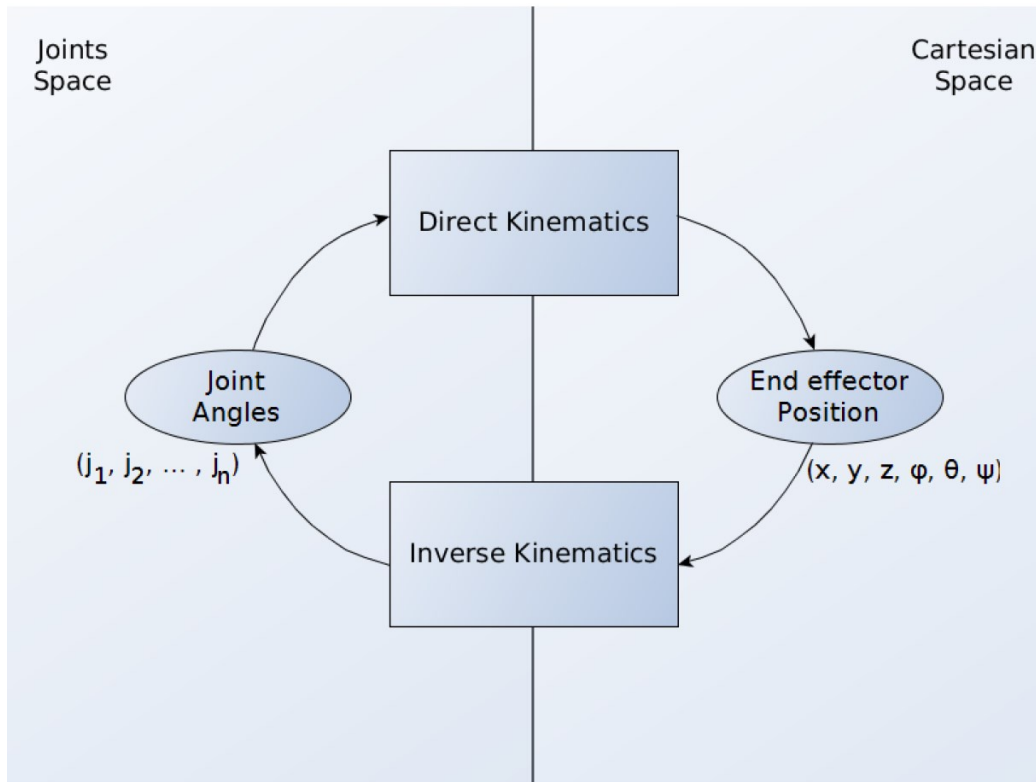 Joints
Space
Cartesian
Space
Direct Kinematics
Joint
Angles
(j1, j2, ... , jn)
End effector
Position
(x, y, z, φ, θ, ψ)
Inverse Kinematics